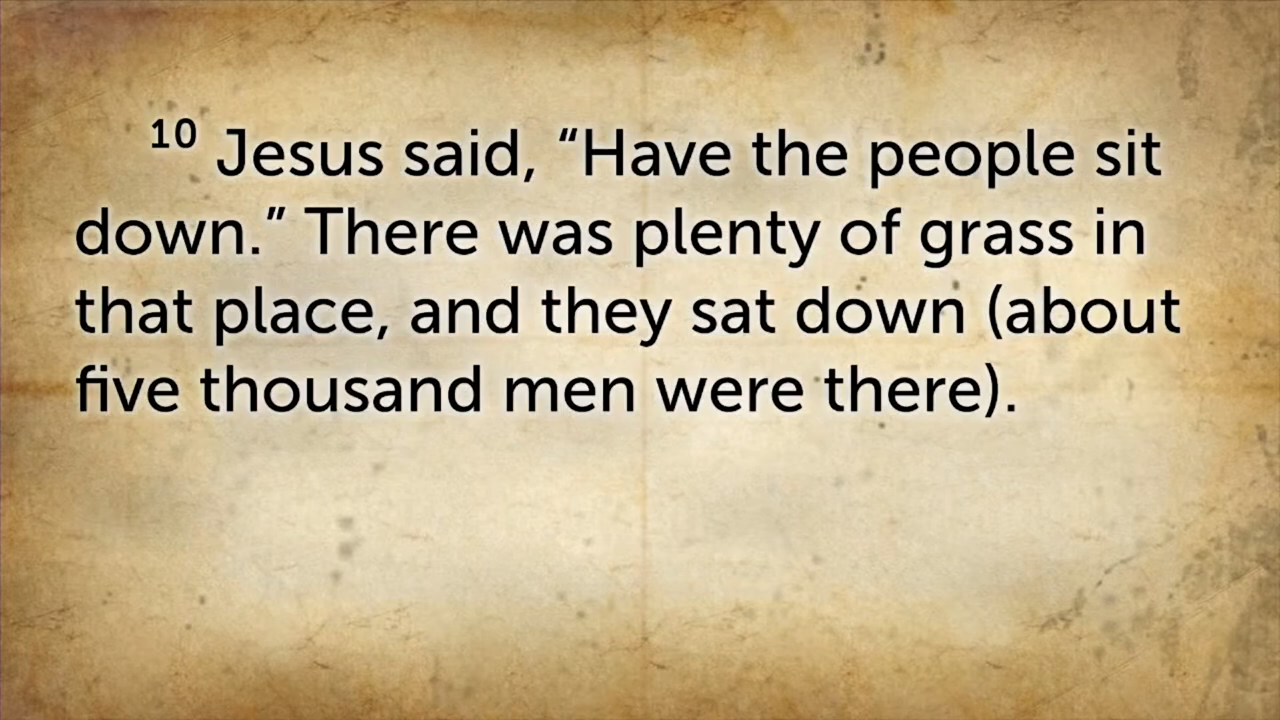 10 Jesus said, “Have the people sit
down.” There was plenty of grass in
that place, and they sat down (about
five thousand men were there).